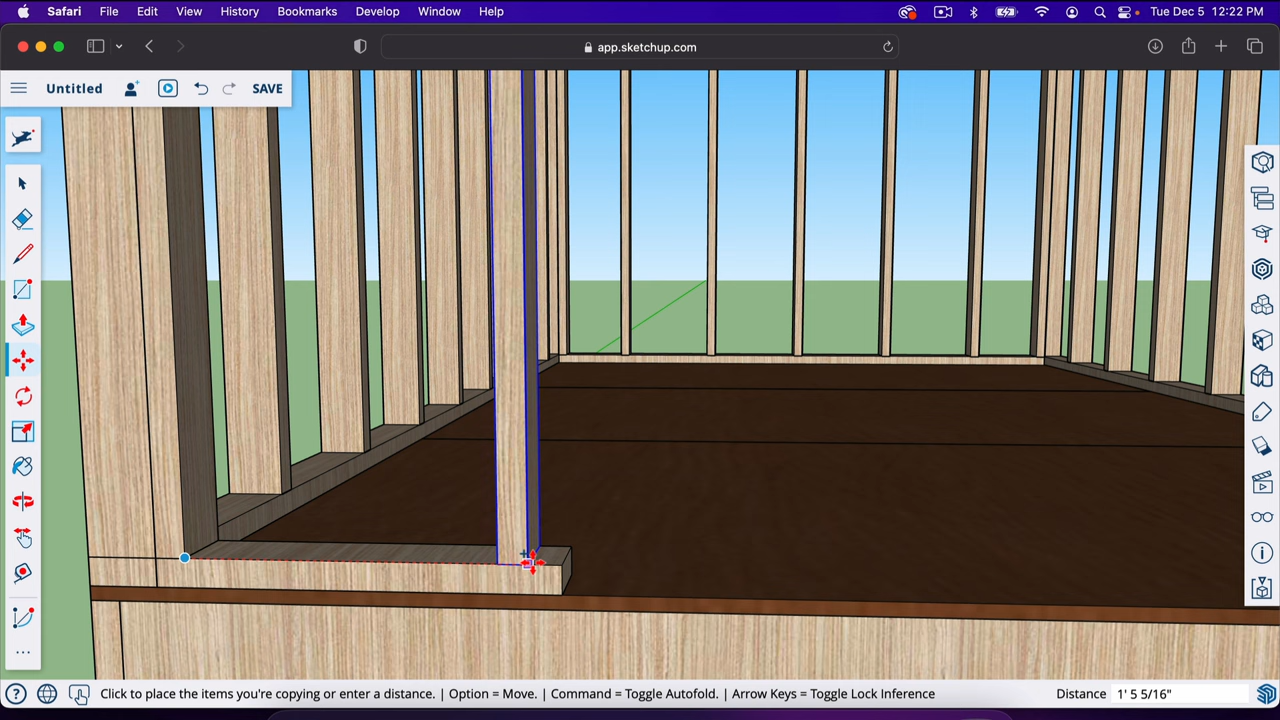 Safari File Edit View History Bookmarks Develop Window Help Tue Dec 5 12:22 PM
app.sketchup.com
Untitled SAVE
Click to place the items you're copying or enter a distance. | Option = Move. | Command = Toggle Autofold. | Arrow Keys = Toggle Lock Inference Distance 1' 5 5/16"